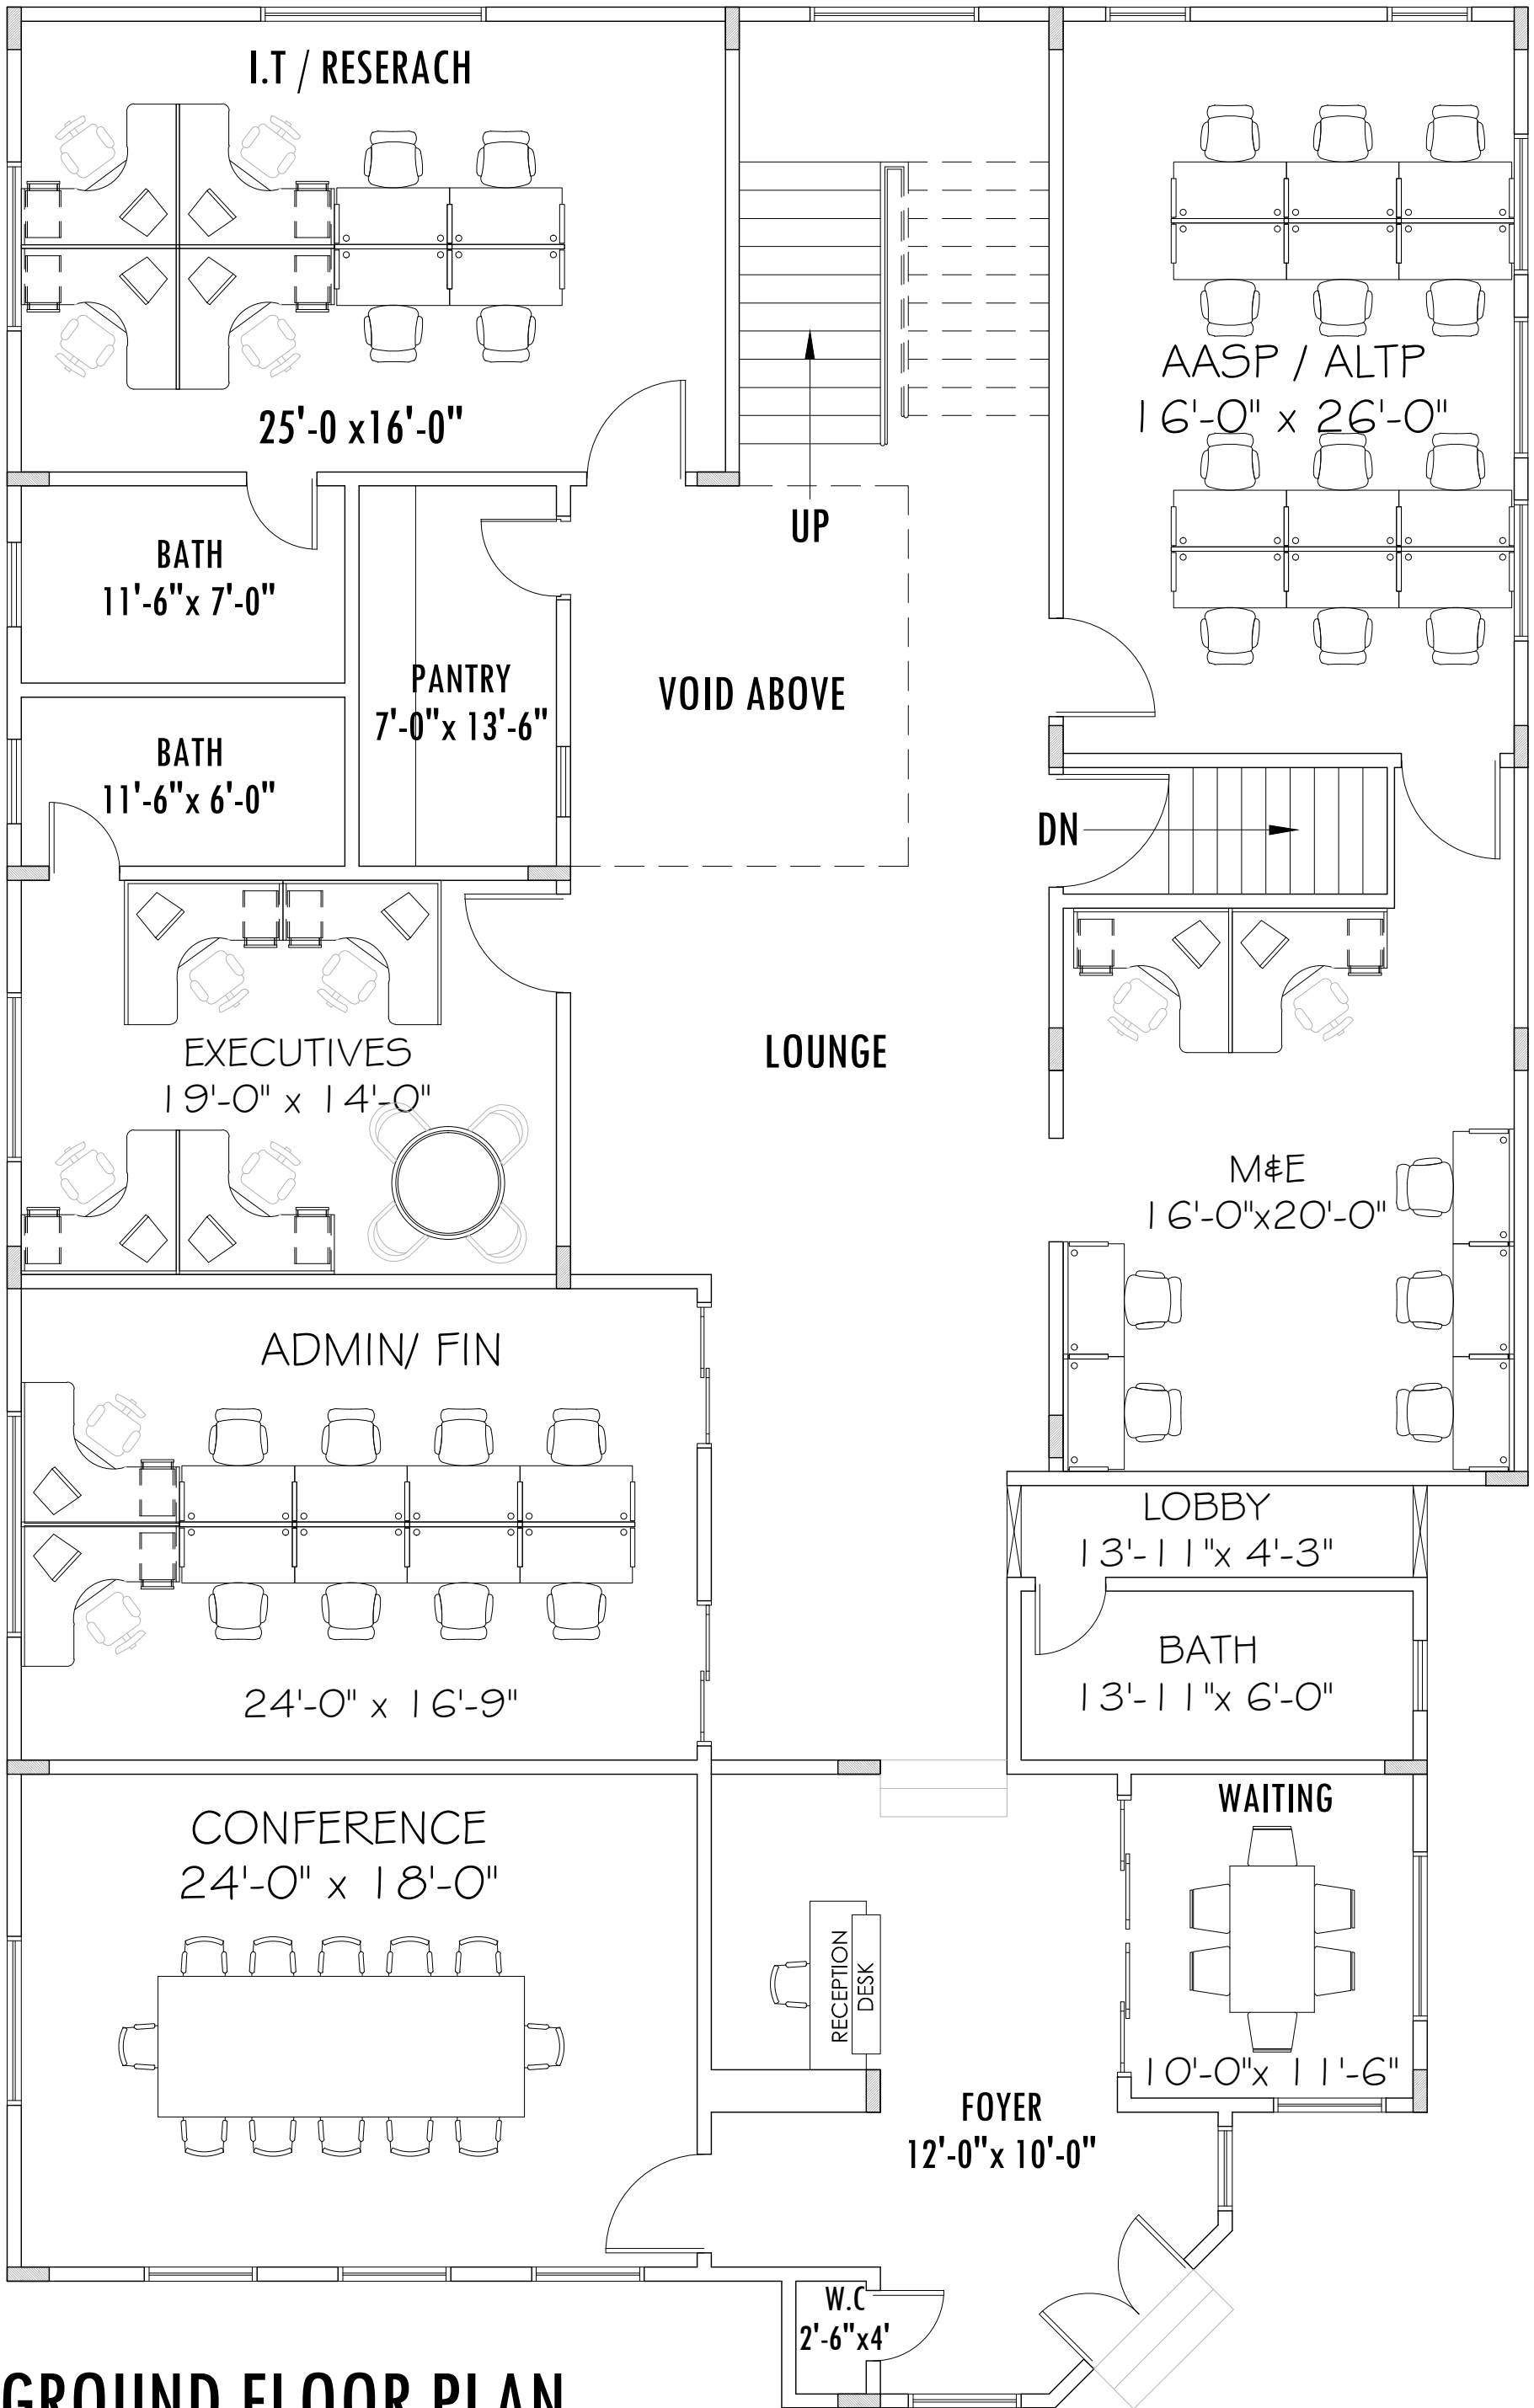 I.T / RESERACH
25'-0 x16'-0"
UP
AASP / ALTP
16'-0" x 26'-0"
BATH
11'-6"x 7'-0"
PANTRY
7'-0"x 13'-6"
VOID ABOVE
BATH
11'-6"x 6'-0"
DN
EXECUTIVES
19'-0" x 14'-0"
LOUNGE
M&E
16'-0"x20'-0"
ADMIN/ FIN
24'-0" x 16'-9"
LOBBY
13'-11"x 4'-3"
BATH
13'-11"x 6'-0"
CONFERENCE
24'-0" x 18'-0"
RECEPTION
DESK
WAITING
10'-0"x 11'-6"
FOYER
12'-0"x 10'-0"
W.C
2'-6"x4'
GROUND FLOOR PLAN